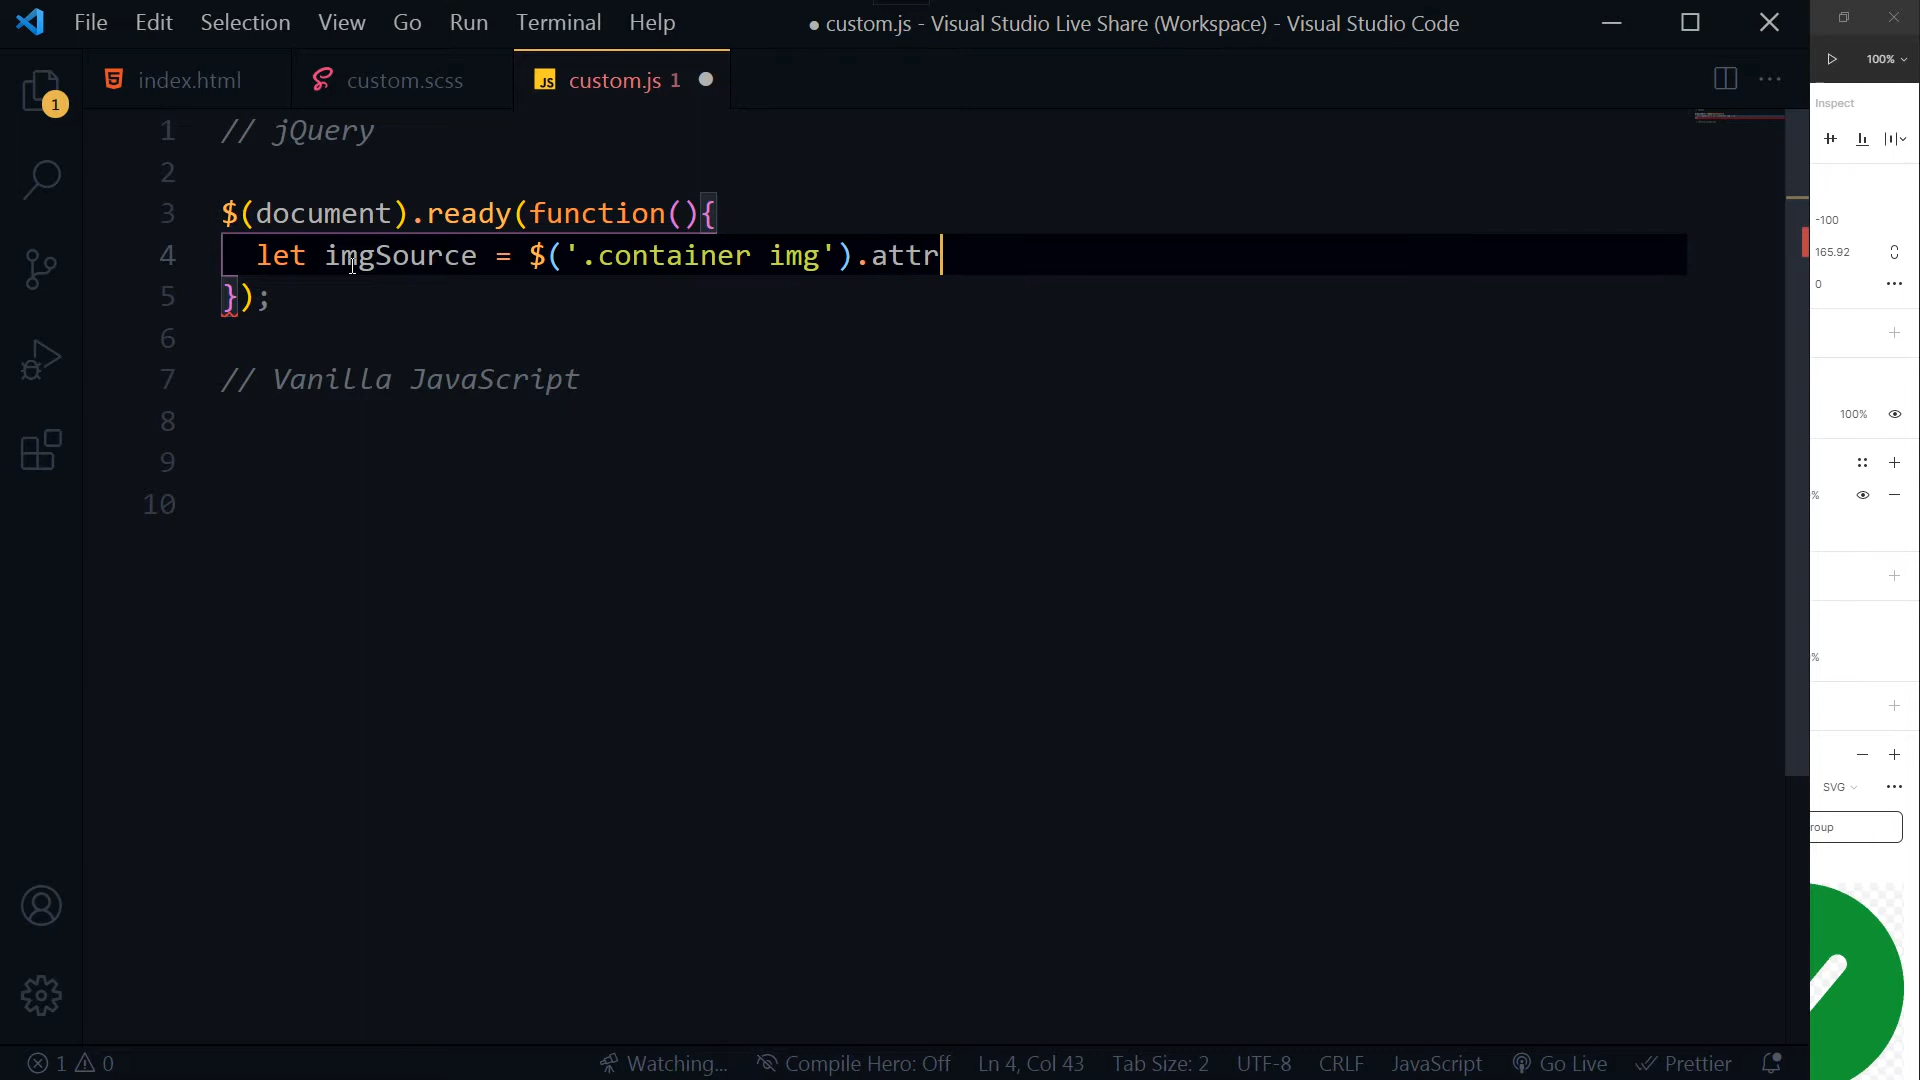 File Edit Selection View Go Run Terminal Help ● custom.js - Visual Studio Live Share (Workspace) - Visual Studio Code
100%
index.html custom.scss JS custom.js 1
1
Inspect
1 // jQuery
2
3 $(document).ready(function(){
4 let imgSource = $('.container img').attr
5 });
6
7 // Vanilla JavaScript
8
9
10
-100
165.92
0
100%
%
%
SVG
roup
1 0 Watching... Compile Hero: Off Ln 4, Col 43 Tab Size: 2 UTF-8 CRLF JavaScript Go Live Prettier